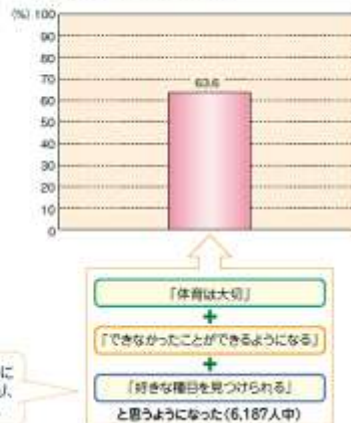 (%) 100
90
80
70
60
50
40
30
20
10
0
63.6
「体育は大切」
+
「できなかったことができるようになる」
+
「好きな種目を見つけられる」
と思うようになった(6,187人中)
に
り、